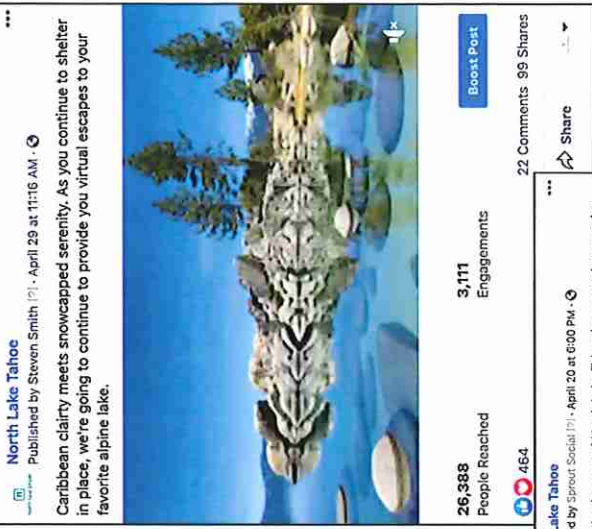 North Lake Tahoe
Published by Steven Smith [?] · April 29 at 11:16 AM ·
Caribbean clairty meets snowcapped serenity. As you continue to shelter
in place, we're going to continue to provide you virtual escapes to your
favorite alpine lake.
26,388
People Reached
3,111
Engagements
Boost Post
464
22 Comments 99 Shares
Share
Lake Tahoe
d by Sprout Social [?] · April 20 at 6:00 PM ·